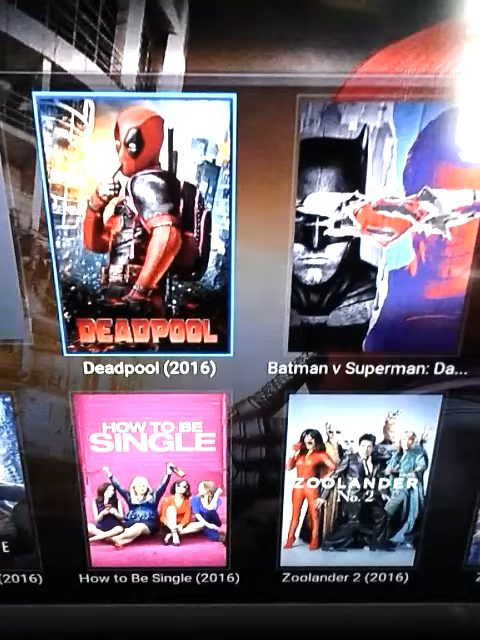 DEADPOOL
Deadpool (2016)
Batman v Superman: Da...
HOW TO BE
SINGLE
ZOOLANDER
No. 2
E
(2016)
How to Be Single (2016)
Zoolander 2 (2016)